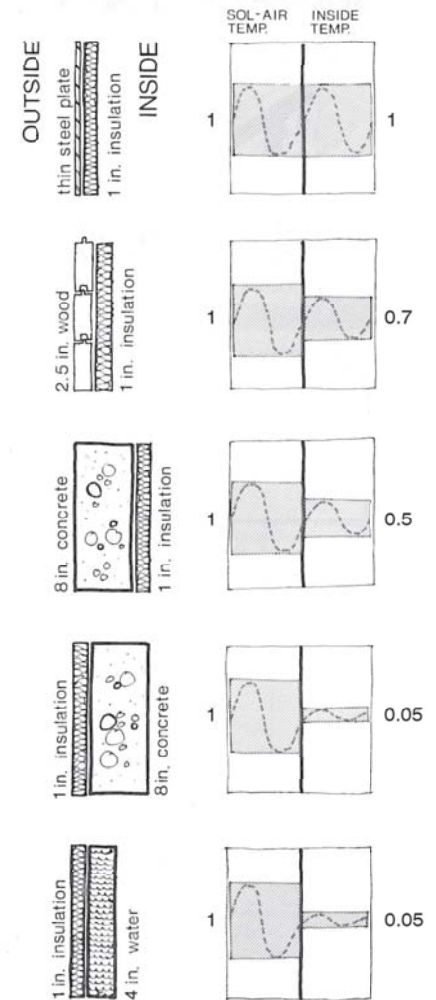 SOL-AIR
TEMP.
INSIDE
TEMP.
OUTSIDE
thin steel plate
1 in. insulation
INSIDE
1
1
2.5 in. wood
1 in. insulation
1
0.7
8 in. concrete
1 in. insulation
1
0.5
1 in. insulation
8 in. concrete
1
0.05
1 in. insulation
4 in. water
1
0.05